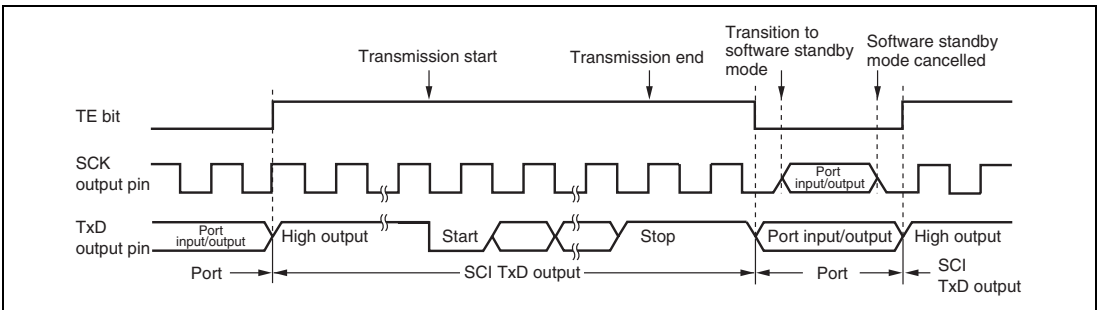 Transmission start
Transmission end
Transition to
software standby
mode
Software standby
mode cancelled
TE bit
SCK
output pin
Port
input/output
TxD
output pin
Port
input/output
High output
Start
Stop
Port input/output
High output
Port
SCI TxD output
Port
SCI
TxD output